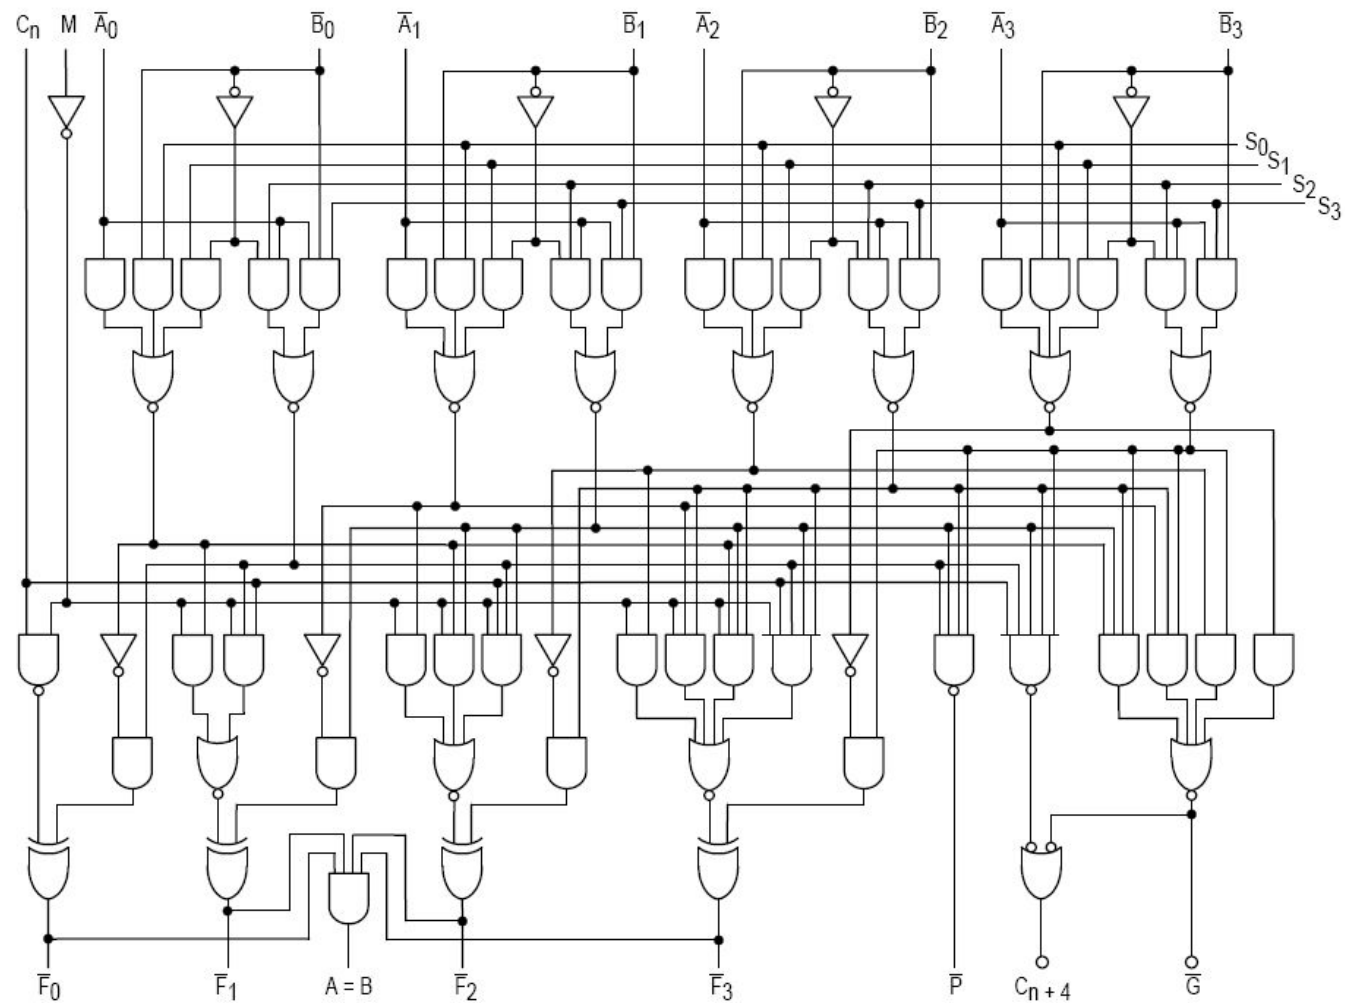 Cn M A̅0 B̅0 A̅1 B̅1 A̅2 B̅2 A̅3 B̅3
S0
S1
S2
S3
F̅0 F̅1 A = B F̅2 F̅3 P̅ Cn + 4 G̅